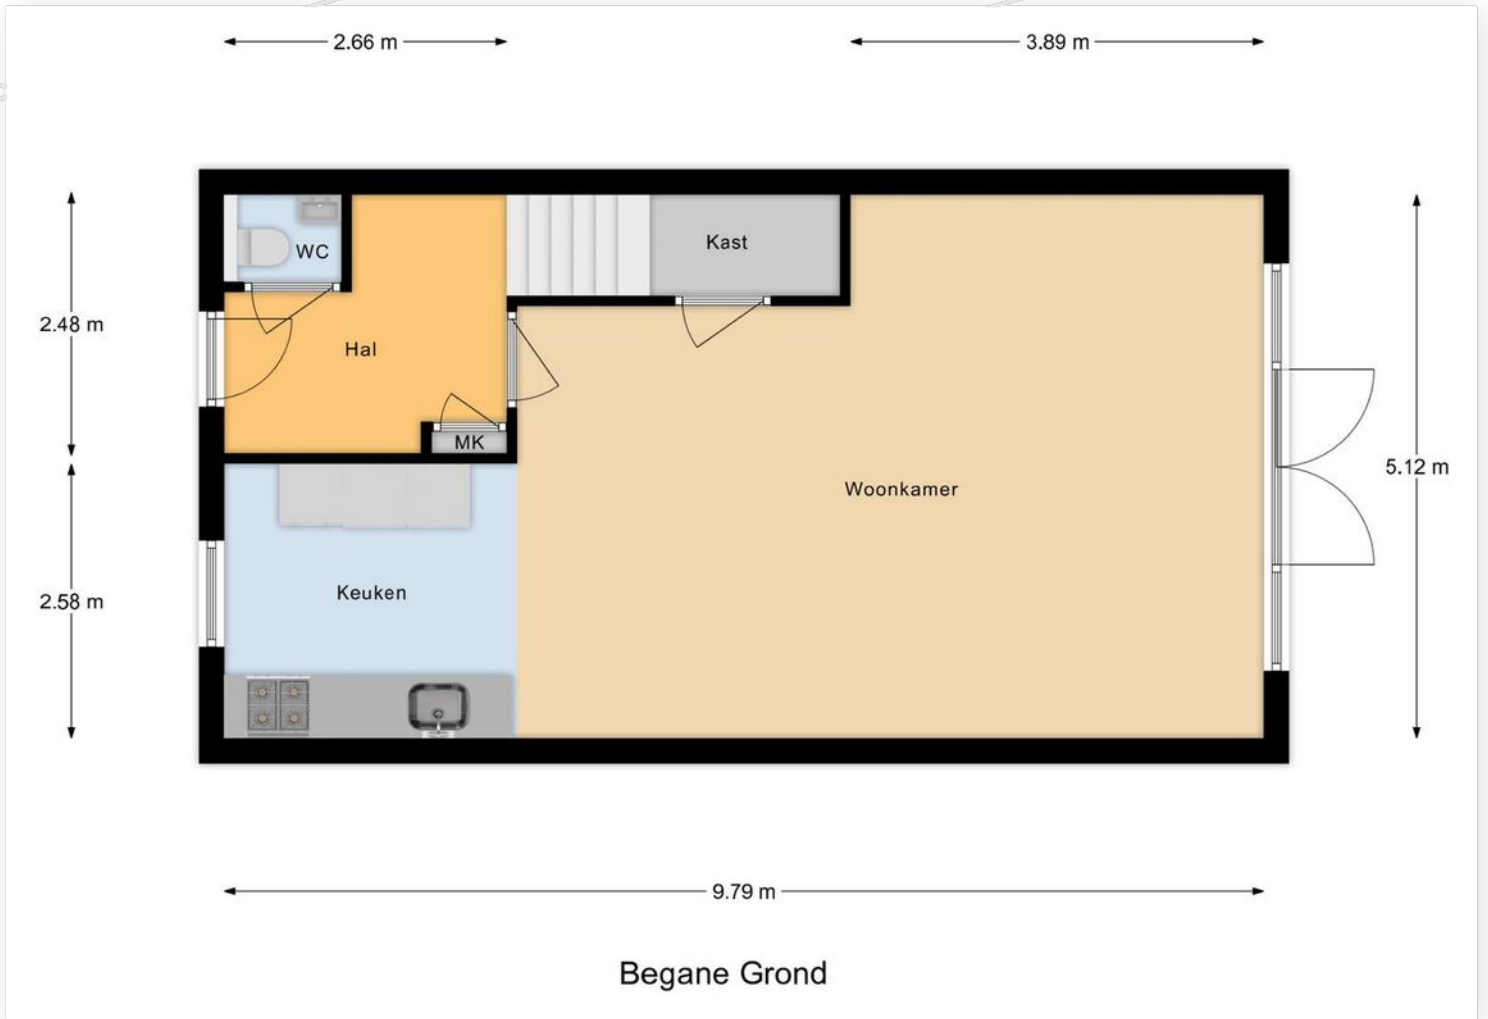 2.66 m
3.89 m
WC
Kast
2.48 m
Hal
MK
5.12 m
Woonkamer
2.58 m
Keuken
9.79 m
Begane Grond